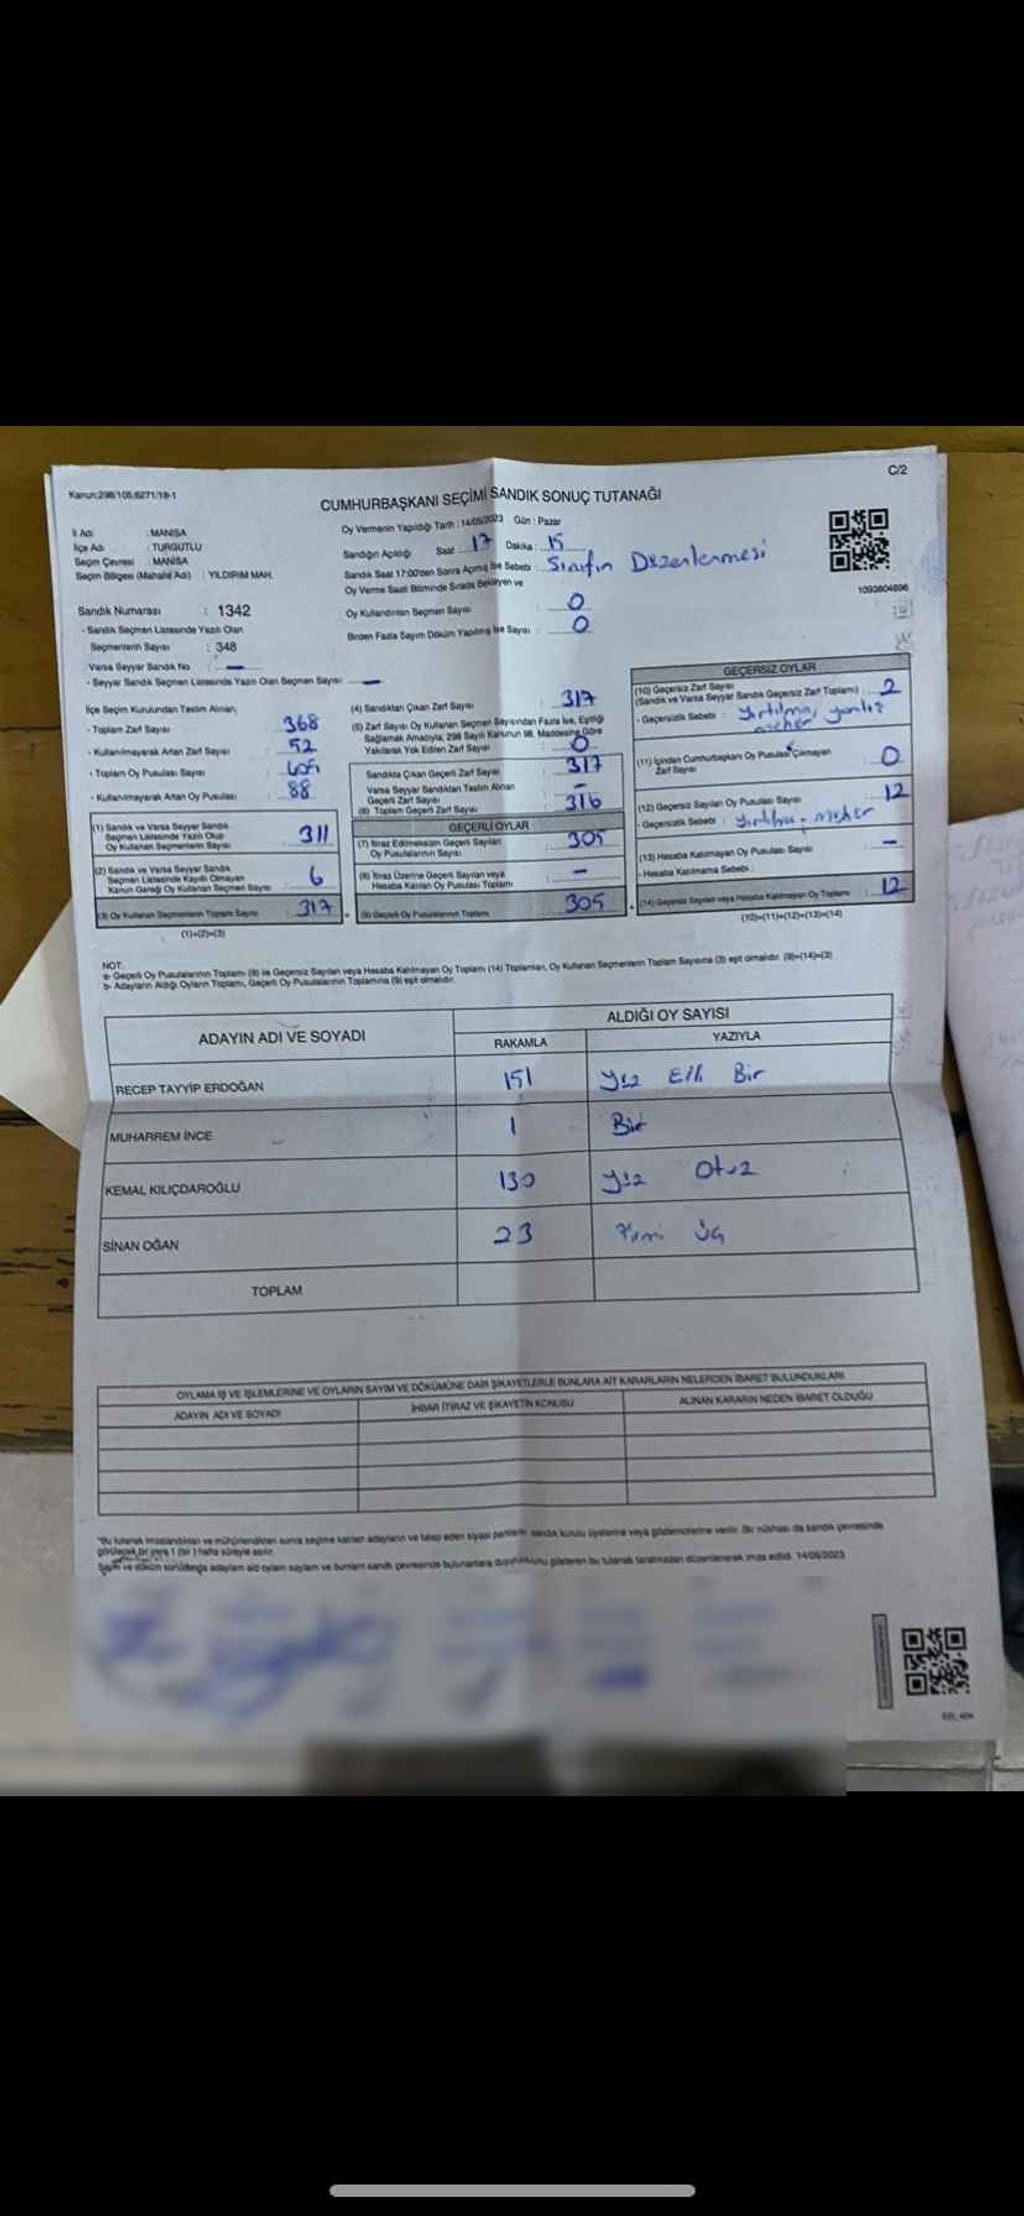 C/2
Kanun:298/105,6271/18-1
CUMHURBAŞKANI SEÇİMİ SANDIK SONUÇ TUTANAĞI
İl Adı : MANİSA
İlçe Adı : TURGUTLU
Seçim Çevresi : MANİSA
Seçim Bölgesi (Mahalle Adı) : YILDIRIM MAH.
Sandık Numarası : 1342
- Sandık Seçmen Listesinde Yazılı Olan
Seçmenlerin Sayısı : 348
Varsa Seyyar Sandık No : —
- Seyyar Sandık Seçmen Listesinde Yazılı Olan Seçmen Sayısı —
Oy Vermenin Yapıldığı Tarih : 14/05/2023 Gün : Pazar
Sandığın Açılışı Saat 17 Dakika : 15
Sandık Saat 17:00'den Sonra Açılmış İse Sebebi : Sınıfın Düzenlenmesi
Oy Verme Saati Bitiminde Sırada Bekleyen ve
Oy Kullandırılan Seçmen Sayısı : 0
Birden Fazla Sayım Döküm Yapılmış İse Sayısı : 0
1093604896
İlçe Seçim Kurulundan Teslim Alınan;
- Toplam Zarf Sayısı : 368
- Kullanılmayarak Artan Zarf Sayısı : 52
- Toplam Oy Pusulası Sayısı :
- Kullanılmayarak Artan Oy Pusulası : 88
(1) Sandık ve Varsa Seyyar Sandık
Seçmen Listesinde Yazılı Olup
Oy Kullanan Seçmenlerin Sayısı : 311
(2) Sandık ve Varsa Seyyar Sandık
Seçmen Listesinde Kayıtlı Olmayan
Kanun Gereği Oy Kullanan Seçmen Sayısı : 6
(3) Oy Kullanan Seçmenlerin Toplam Sayısı : 317
(1)+(2)=(3)
(4) Sandıktan Çıkan Zarf Sayısı : 317
(5) Zarf Sayısı Oy Kullanan Seçmen Sayısından Fazla İse, Eşitliği
Sağlamak Amacıyla, 298 Sayılı Kanunun 98. Maddesine Göre
Yakılarak Yok Edilen Zarf Sayısı : 0
Sandıkta Çıkan Geçerli Zarf Sayısı : 317
Varsa Seyyar Sandıktan Teslim Alınan
Geçerli Zarf Sayısı : -
(6) Toplam Geçerli Zarf Sayısı : 316
GEÇERLİ OYLAR
(7) İtiraz Edilmeksizin Geçerli Sayılan
Oy Pusulalarının Sayısı : 305
(8) İtiraz Üzerine Geçerli Sayılan veya
Hesaba Katılan Oy Pusulası Toplamı : -
(9) Geçerli Oy Pusulalarının Toplamı : 305
GEÇERSİZ OYLAR
(10) Geçersiz Zarf Sayısı
(Sandık ve Varsa Seyyar Sandık Geçersiz Zarf Toplamı) : 2
- Geçersizlik Sebebi : yırtılma, yanlış
mühür
(11) İçinden Cumhurbaşkanı Oy Pusulası Çıkmayan
Zarf Sayısı : 0
(12) Geçersiz Sayılan Oy Pusulası Sayısı : 12
- Geçersizlik Sebebi : yırtılma - mühür
(13) Hesaba Katılmayan Oy Pusulası Sayısı : -
- Hesaba Katılmama Sebebi :
(14) Geçersiz Sayılan veya Hesaba Katılmayan Oy Toplamı : 12
(10)+(11)+(12)+(13)=(14)
NOT:
a- Geçerli Oy Pusulalarının Toplamı (9) ile Geçersiz Sayılan veya Hesaba Katılmayan Oy Toplamı (14) Toplamları, Oy Kullanan Seçmenlerin Toplam Sayısına (3) eşit olmalıdır. (9)+(14)=(3)
b- Adayların Aldığı Oyların Toplamı, Geçerli Oy Pusulalarının Toplamına (9) eşit olmalıdır.
ADAYIN ADI VE SOYADI
ALDIĞI OY SAYISI
RAKAMLA YAZIYLA
RECEP TAYYİP ERDOĞAN 151 Yüz Elli Bir
MUHARREM İNCE 1 Bir
KEMAL KILIÇDAROĞLU 130 Yüz Otuz
SİNAN OĞAN 23 Yirmi Üç
TOPLAM
OYLAMA İŞ VE İŞLEMLERİNE VE OYLARIN SAYIM VE DÖKÜMÜNE DAİR ŞİKAYETLERLE BUNLARA AİT KARARLARIN NELERDEN İBARET BULUNDUKLARI
ADAYIN ADI VE SOYADI İHBAR İTİRAZ VE ŞİKAYETİN KONUSU ALINAN KARARIN NEDEN İBARET OLDUĞU
*Bu tutanak imzalandıktan ve mühürlendikten sonra seçime katılan adayların ve talep eden siyasi partilerin sandık kurulu üyelerine veya gözlemcilerine verilir. Bir nüshası da sandık çevresinde
görülecek bir yere 1 (bir) hafta süreyle asılır.
Sayım ve döküm sonucunda adayların aldığı oyların sayılarını ve bunların sandık çevresinde bulunanlara duyurulduğunu gösteren bu tutanak tarafımızdan düzenlenerek imza edildi. 14/05/2023